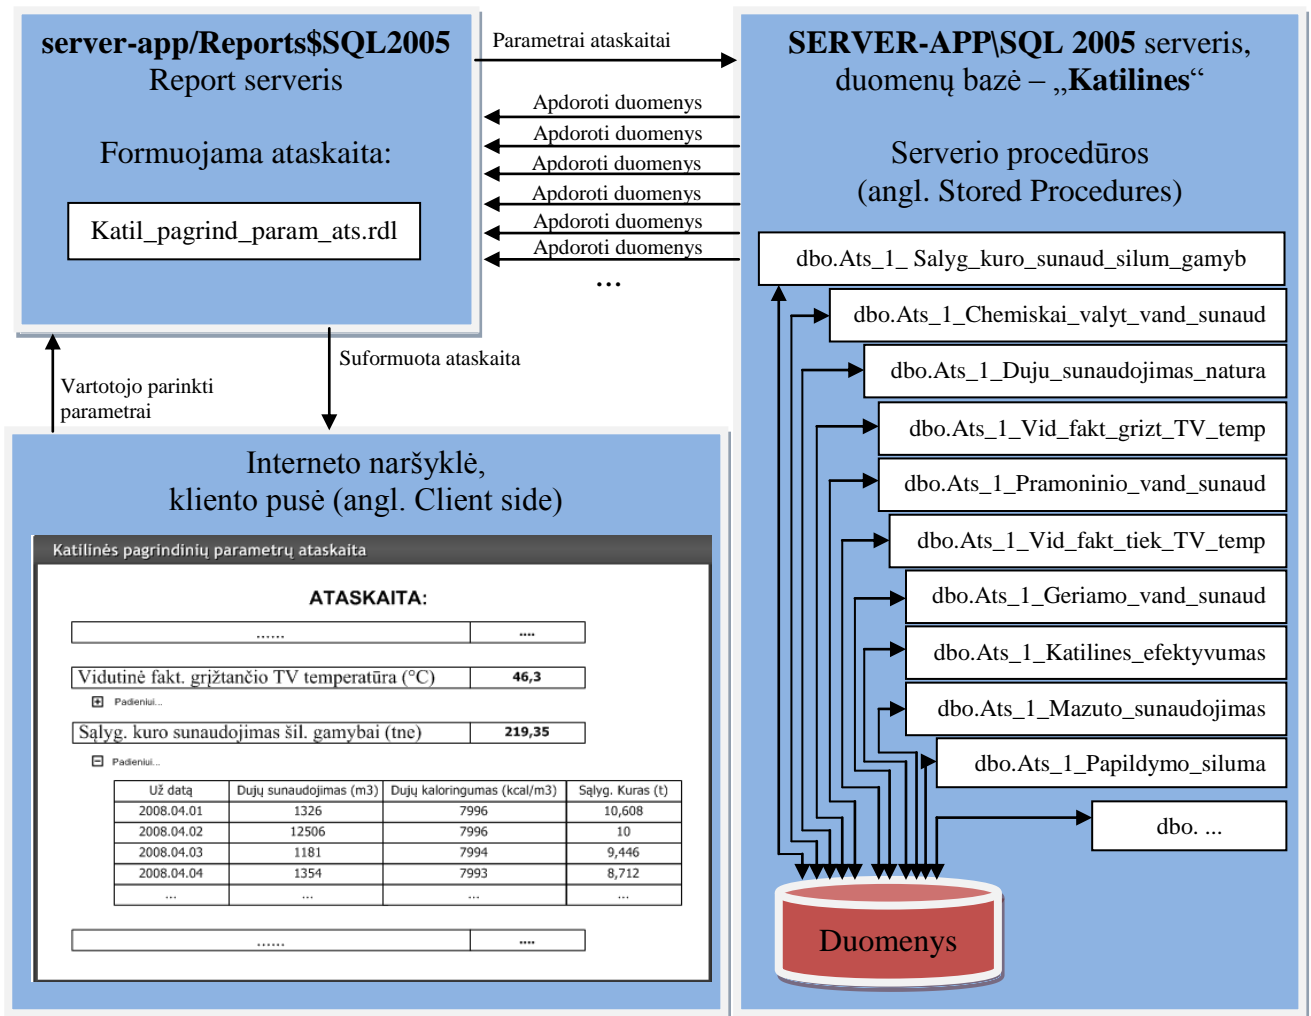 server-app/Reports$SQL2005
Report serveris
Formuojama ataskaita:
Katil_pagrind_param_ats.rdl
Parametrai ataskaitai
Apdoroti duomenys
Apdoroti duomenys
Apdoroti duomenys
Apdoroti duomenys
Apdoroti duomenys
Apdoroti duomenys
...
SERVER-APP\SQL 2005 serveris,
duomenų bazė – „Katilines“
Serverio procedūros
(angl. Stored Procedures)
dbo.Ats_1_ Salyg_kuro_sunaud_silum_gamyb
dbo.Ats_1_Chemiskai_valyt_vand_sunaud
dbo.Ats_1_Duju_sunaudojimas_natura
dbo.Ats_1_Vid_fakt_grizt_TV_temp
dbo.Ats_1_Pramoninio_vand_sunaud
dbo.Ats_1_Vid_fakt_tiek_TV_temp
dbo.Ats_1_Geriamo_vand_sunaud
dbo.Ats_1_Katilines_efektyvumas
dbo.Ats_1_Mazuto_sunaudojimas
dbo.Ats_1_Papildymo_siluma
dbo. ...
Duomenys
Suformuota ataskaita
Vartotojo parinkti
parametrai
Interneto naršyklė,
kliento pusė (angl. Client side)
Katilinės pagrindinių parametrų ataskaita
ATASKAITA:
...... ....
Vidutinė fakt. grįžtančio TV temperatūra (°C) 46,3
Padieniui...
Sąlyg. kuro sunaudojimas šil. gamybai (tne) 219,35
Padieniui...
Už datą Dujų sunaudojimas (m3) Dujų kaloringumas (kcal/m3) Sąlyg. Kuras (t)
2008.04.01 1326 7996 10,608
2008.04.02 12506 7996 10
2008.04.03 1181 7994 9,446
2008.04.04 1354 7993 8,712
... ... ... ...
...... ....